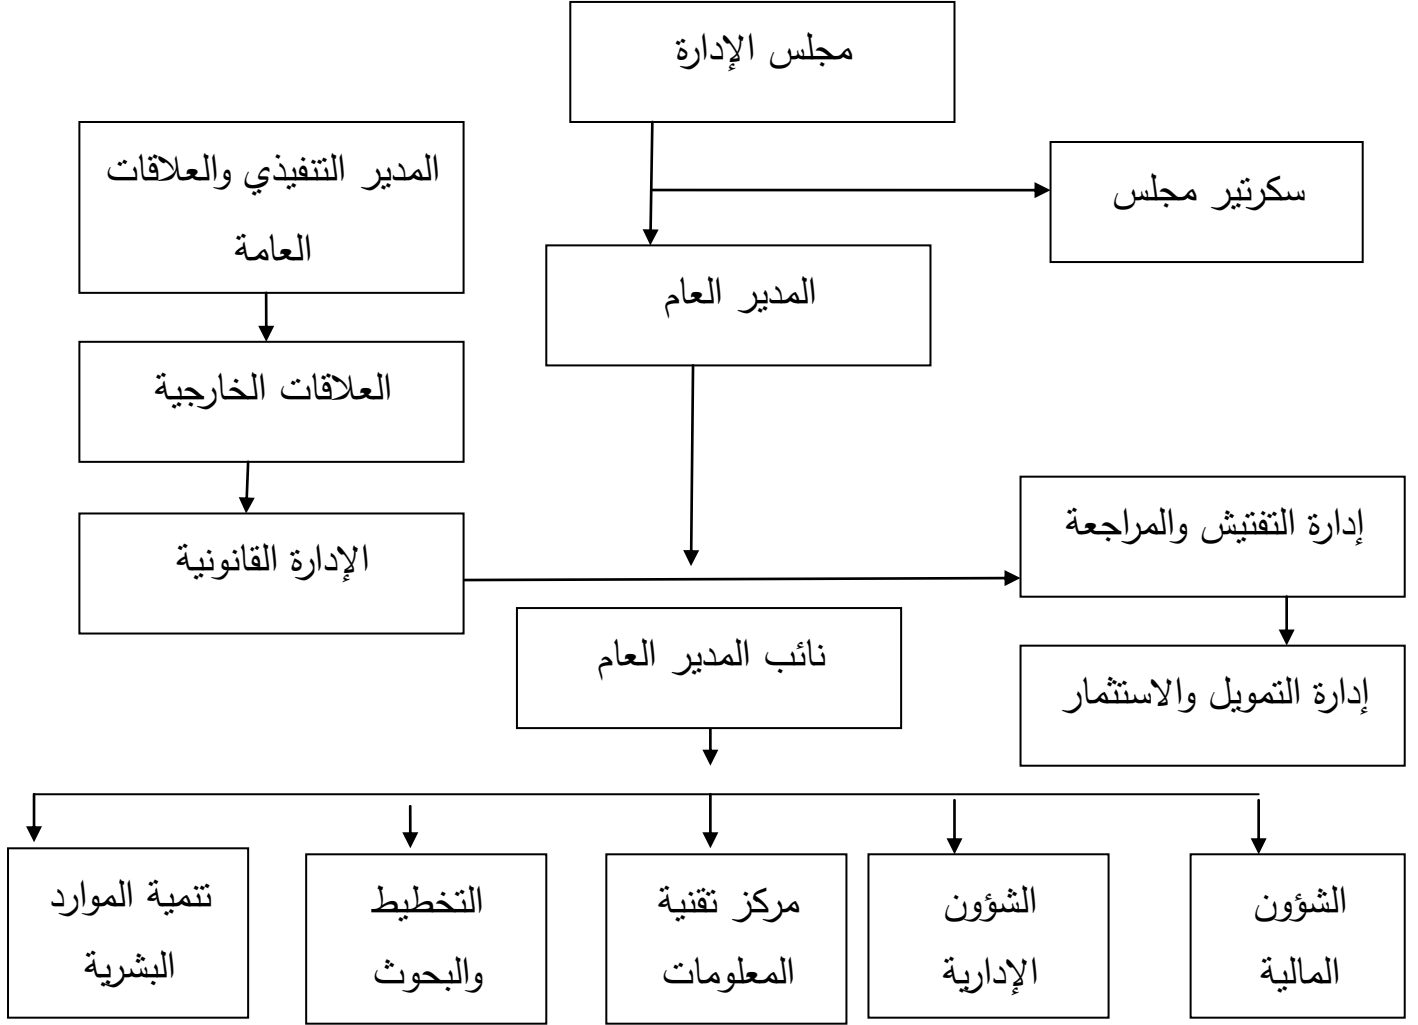 مجلس الإدارة
سكرتير مجلس
المدير التنفيذي والعلاقات
العامة
المدير العام
العلاقات الخارجية
إدارة التفتيش والمراجعة
الإدارة القانونية
نائب المدير العام
إدارة التمويل والاستثمار
الشؤون
المالية
الشؤون
الإدارية
مركز تقنية
المعلومات
التخطيط
والبحوث
تنمية الموارد
البشرية